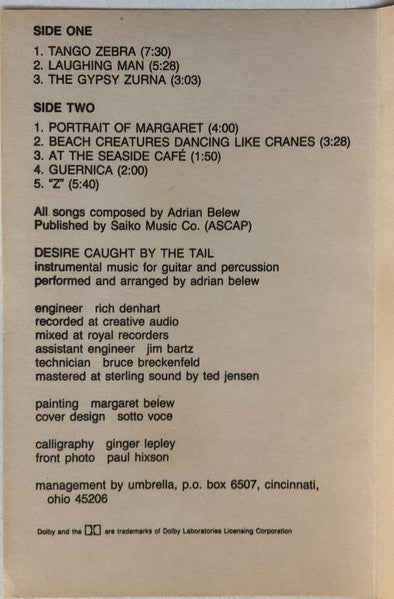 SIDE ONE
1. TANGO ZEBRA (7:30)
2. LAUGHING MAN (5:28)
3. THE GYPSY ZURNA (3:03)
SIDE TWO
1. PORTRAIT OF MARGARET (4:00)
2. BEACH CREATURES DANCING LIKE CRANES (3:28)
3. AT THE SEASIDE CAFÉ (1:50)
4. GUERNICA (2:00)
5. "Z" (5:40)
All songs composed by Adrian Belew
Published by Saiko Music Co. (ASCAP)
DESIRE CAUGHT BY THE TAIL
instrumental music for guitar and percussion
performed and arranged by adrian belew
engineer rich denhart
recorded at creative audio
mixed at royal recorders
assistant engineer jim bartz
technician bruce breckenfeld
mastered at sterling sound by ted jensen
painting margaret belew
cover design sotto voce
calligraphy ginger lepley
front photo paul hixson
management by umbrella, p.o. box 6507, cincinnati,
ohio 45206
Dolby and the are trademarks of Dolby Laboratories Licensing Corporation